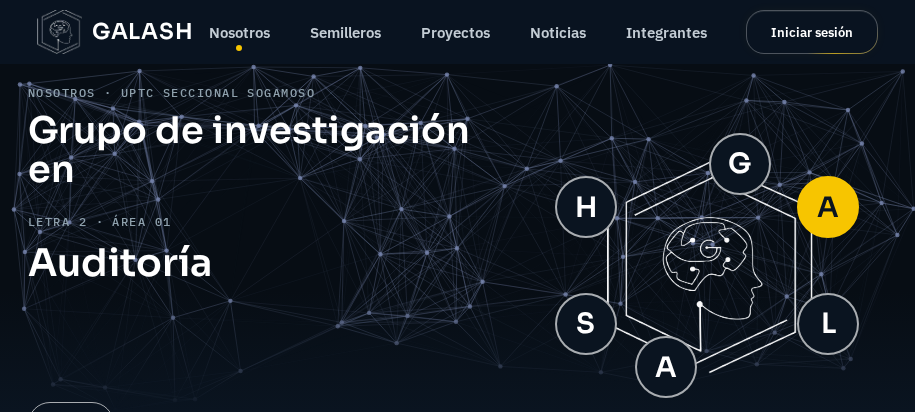 GALASH
Nosotros
Semilleros
Proyectos
Noticias
Integrantes
Iniciar sesión
NOSOTROS · UPTC SECCIONAL SOGAMOSO
Grupo de investigación
en
LETRA 2 · ÁREA 01
Auditoría
G
A
L
A
S
H